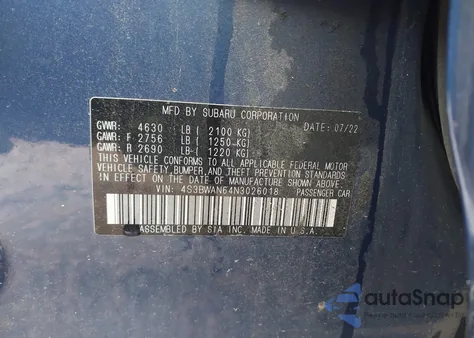 MFD. BY SUBARU CORPORATION
DATE: 07/22
GVWR: 4630 LB ( 2100 KG)
GAWR: F 2756 LB ( 1250 KG)
GAWR: R 2690 LB ( 1220 KG)
THIS VEHICLE CONFORMS TO ALL APPLICABLE FEDERAL MOTOR
VEHICLE SAFETY, BUMPER, AND THEFT PREVENTION STANDARDS
IN EFFECT ON THE DATE OF MANUFACTURE SHOWN ABOVE.
VIN: 4S3BWAN64N3026018 PASSENGER CAR
ASSEMBLED BY SIA INC. MADE IN U.S.A.
autoSnap